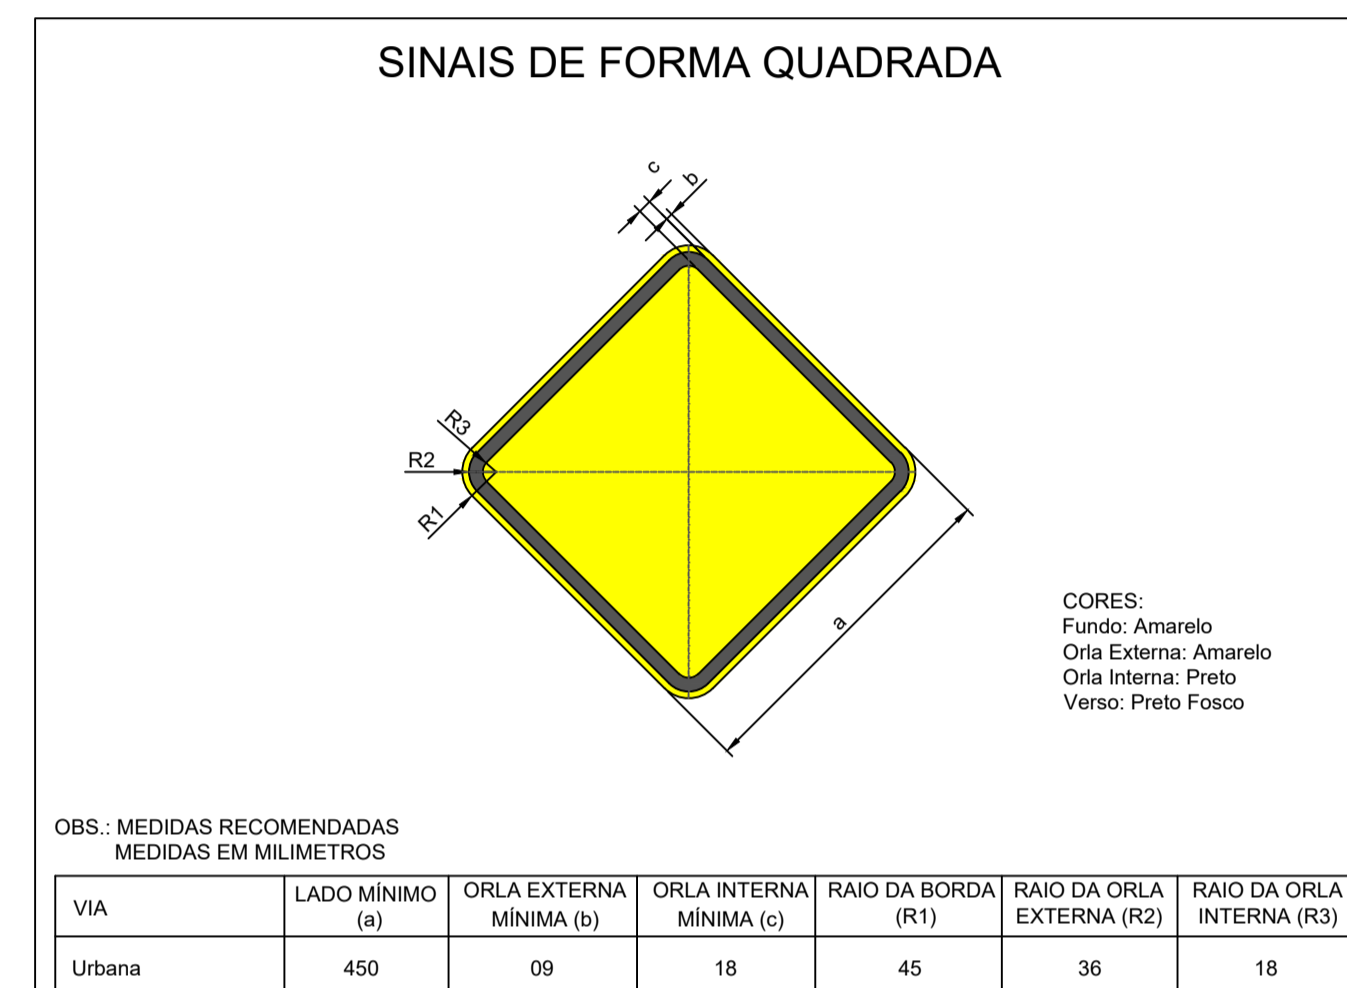 SINAIS DE FORMA QUADRADA
c
b
R3
R2
R1
a
CORES:
Fundo: Amarelo
Orla Externa: Amarelo
Orla Interna: Preto
Verso: Preto Fosco
OBS.: MEDIDAS RECOMENDADAS
MEDIDAS EM MILIMETROS
VIA LADO MÍNIMO (a) ORLA EXTERNA MÍNIMA (b) ORLA INTERNA MÍNIMA (c) RAIO DA BORDA (R1) RAIO DA ORLA EXTERNA (R2) RAIO DA ORLA INTERNA (R3)
Urbana 450 09 18 45 36 18